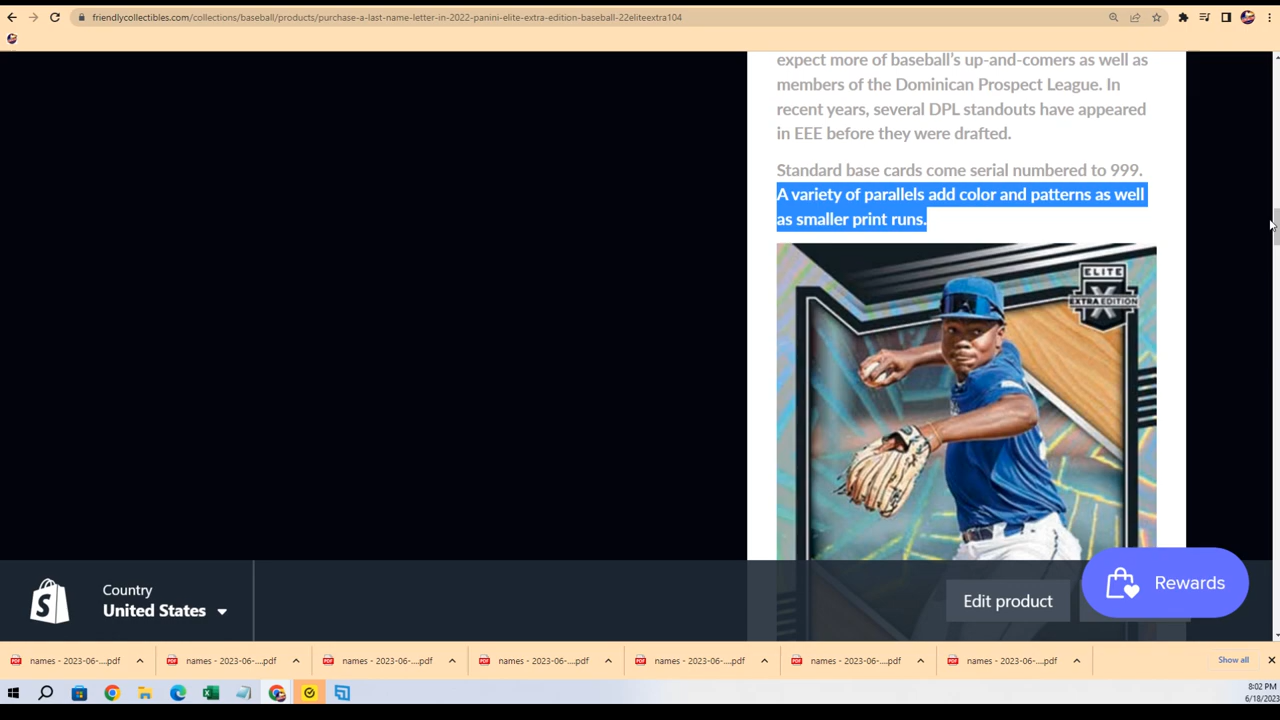 friendlycollectibles.com/collections/baseball/products/purchase-a-last-name-letter-in-2022-panini-elite-extra-edition-baseball-22eliteextra104
expect more of baseball's up-and-comers as well as
members of the Dominican Prospect League. In
recent years, several DPL standouts have appeared
in EEE before they were drafted.
Standard base cards come serial numbered to 999.
A variety of parallels add color and patterns as well
as smaller print runs.
ELITE
X
EXTRA EDITION
Country
United States
Edit product
Rewards
names - 2023-06-....pdf
names - 2023-06-....pdf
names - 2023-06-....pdf
names - 2023-06-....pdf
names - 2023-06-....pdf
names - 2023-06-....pdf
names - 2023-06-....pdf
Show all
8:02 PM
6/18/2023